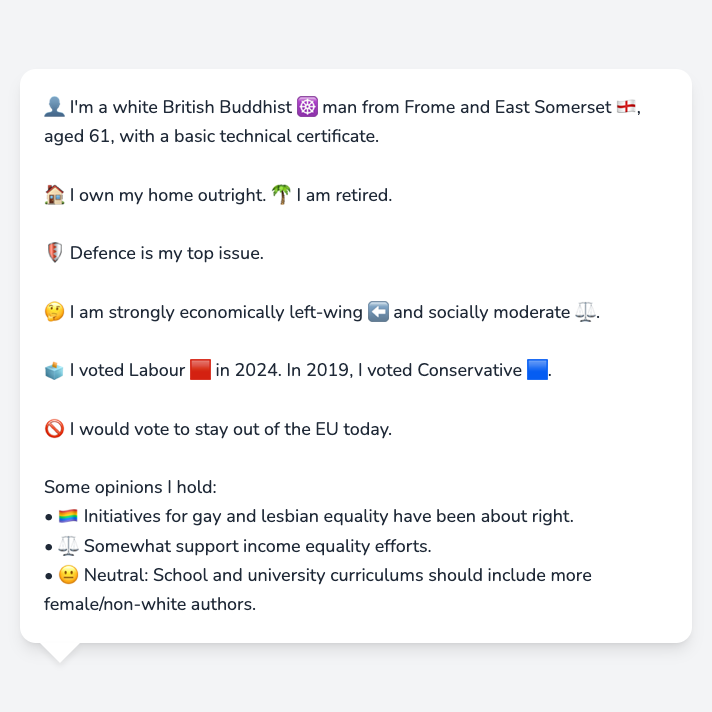 👤 I'm a white British Buddhist ☸️ man from Frome and East Somerset 🏴󠁧󠁢󠁥󠁮󠁧󠁿,
aged 61, with a basic technical certificate.
🏠 I own my home outright. 🌴 I am retired.
🛡️ Defence is my top issue.
🤔 I am strongly economically left-wing ⬅️ and socially moderate ⚖️.
🗳️ I voted Labour 🟥 in 2024. In 2019, I voted Conservative 🟦.
🚫 I would vote to stay out of the EU today.
Some opinions I hold:
• 🏳️‍🌈 Initiatives for gay and lesbian equality have been about right.
• ⚖️ Somewhat support income equality efforts.
• 😐 Neutral: School and university curriculums should include more
female/non-white authors.